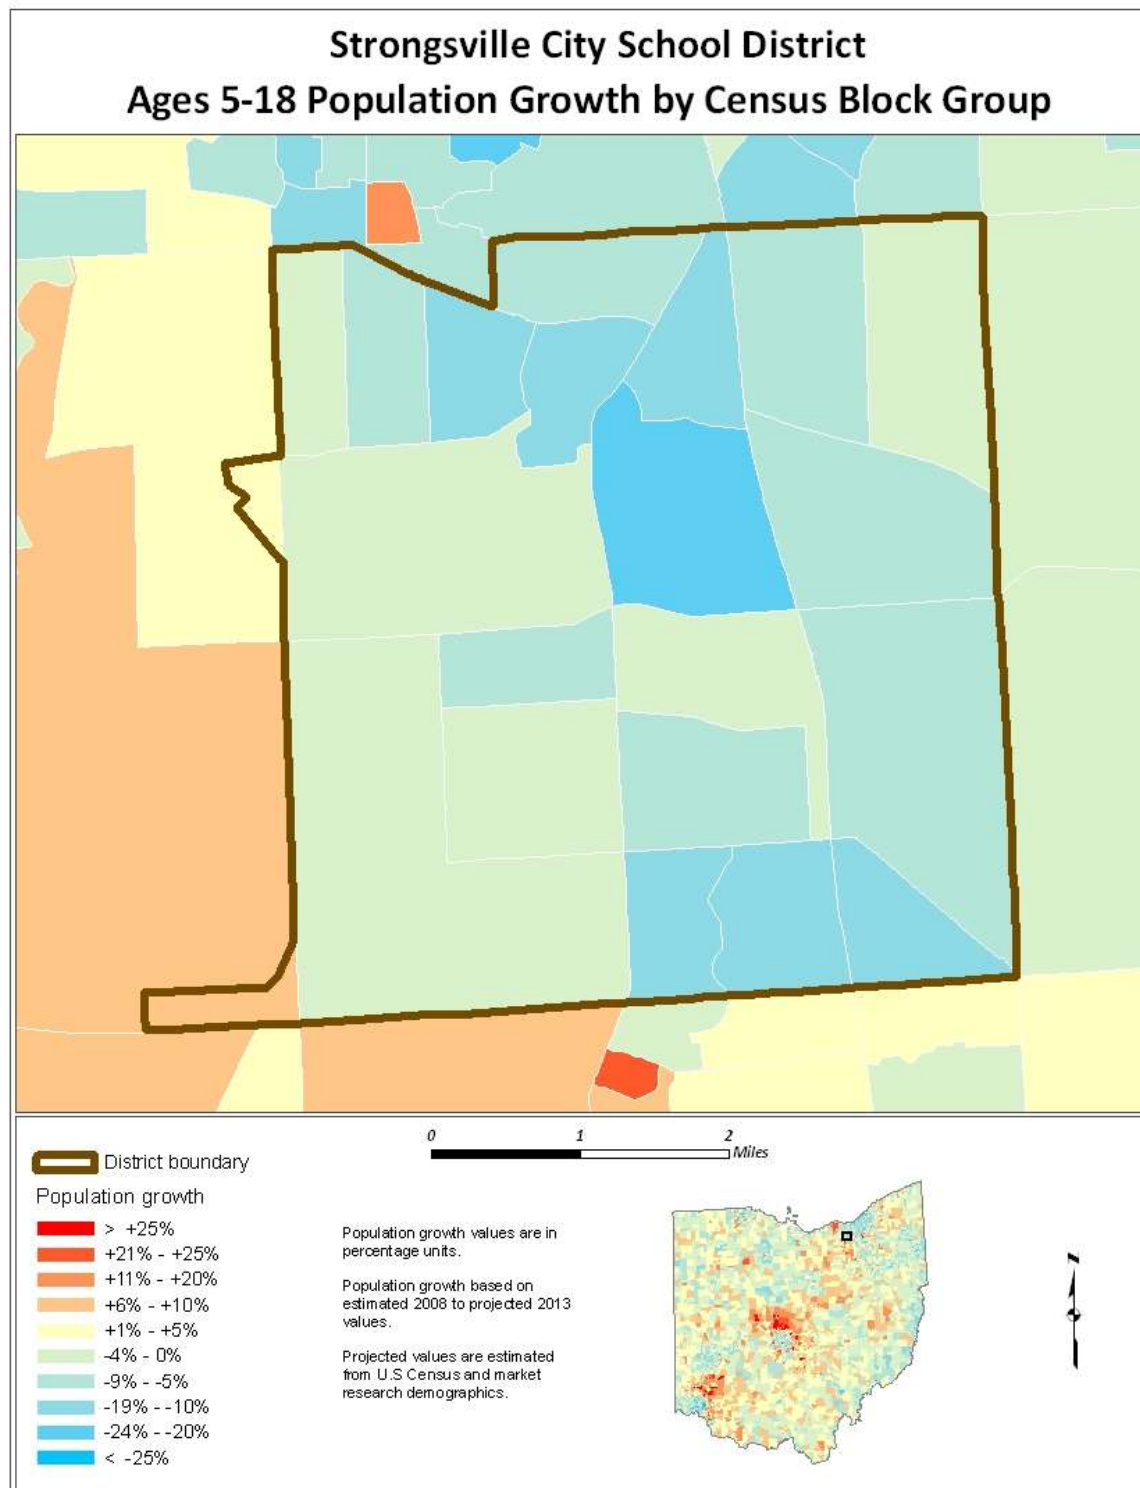 Strongsville City School District
Ages 5-18 Population Growth by Census Block Group
0 1 2
Miles
District boundary
Population growth
> +25%
+21% - +25%
+11% - +20%
+6% - +10%
+1% - +5%
-4% - 0%
-9% - -5%
-19% - -10%
-24% - -20%
< -25%
Population growth values are in
percentage units.
Population growth based on
estimated 2008 to projected 2013
values.
Projected values are estimated
from U.S Census and market
research demographics.
N